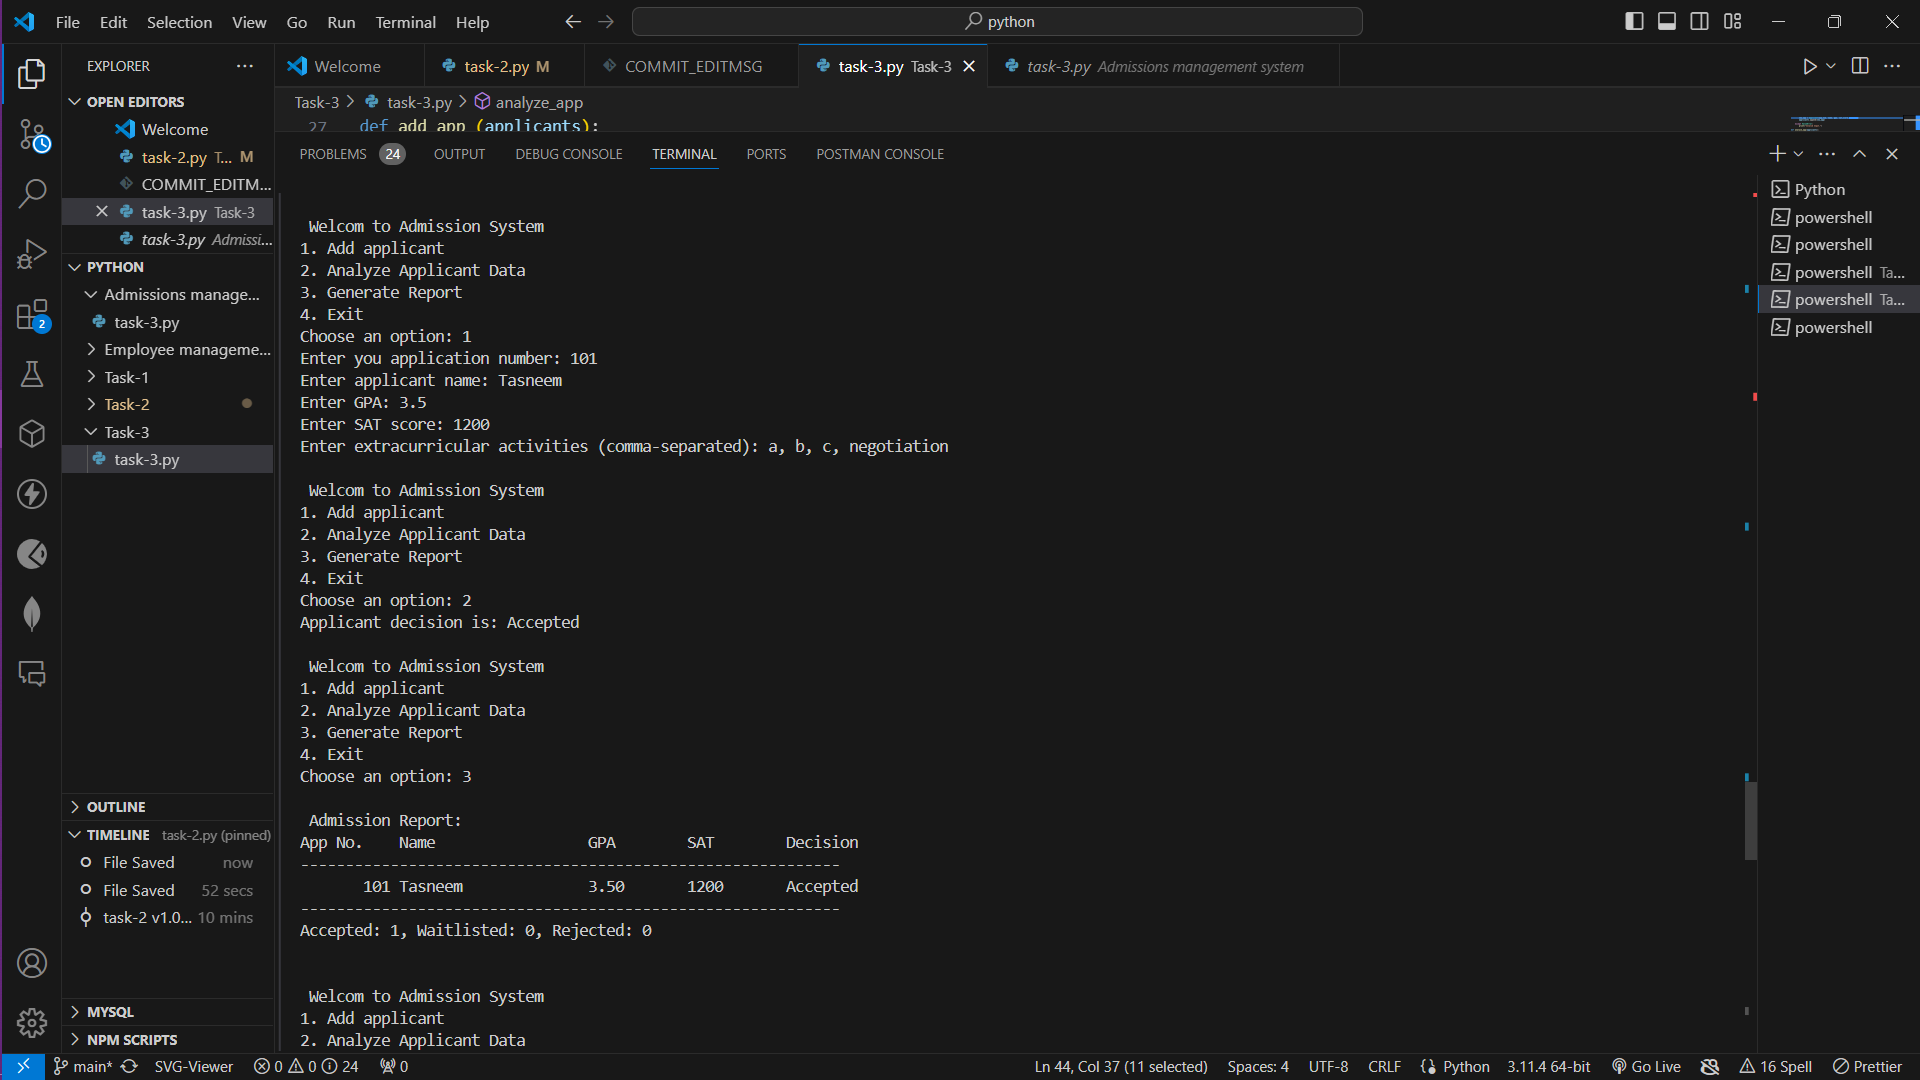 File Edit Selection View Go Run Terminal Help
python
EXPLORER
Welcome
task-2.py M
COMMIT_EDITMSG
task-3.py Task-3
task-3.py Admissions management system
OPEN EDITORS
Welcome
task-2.py T... M
COMMIT_EDITM...
task-3.py Task-3
task-3.py Admissi...
PYTHON
Admissions manage...
task-3.py
Employee manageme...
Task-1
Task-2
Task-3
task-3.py
2
OUTLINE
TIMELINE task-2.py (pinned)
File Saved now
File Saved 52 secs
task-2 v1.0... 10 mins
MYSQL
NPM SCRIPTS
Task-3 > task-3.py > analyze_app
27 def add_app (applicants):
PROBLEMS 24 OUTPUT DEBUG CONSOLE TERMINAL PORTS POSTMAN CONSOLE
Welcom to Admission System
1. Add applicant
2. Analyze Applicant Data
3. Generate Report
4. Exit
Choose an option: 1
Enter you application number: 101
Enter applicant name: Tasneem
Enter GPA: 3.5
Enter SAT score: 1200
Enter extracurricular activities (comma-separated): a, b, c, negotiation
Welcom to Admission System
1. Add applicant
2. Analyze Applicant Data
3. Generate Report
4. Exit
Choose an option: 2
Applicant decision is: Accepted
Welcom to Admission System
1. Add applicant
2. Analyze Applicant Data
3. Generate Report
4. Exit
Choose an option: 3
Admission Report:
App No. Name GPA SAT Decision
------------------------------------------------------------
101 Tasneem 3.50 1200 Accepted
------------------------------------------------------------
Accepted: 1, Waitlisted: 0, Rejected: 0
Welcom to Admission System
1. Add applicant
2. Analyze Applicant Data
Python
powershell
powershell
powershell Ta...
powershell Ta...
powershell
main* SVG-Viewer 0 0 24 0 Ln 44, Col 37 (11 selected) Spaces: 4 UTF-8 CRLF Python 3.11.4 64-bit Go Live 16 Spell Prettier